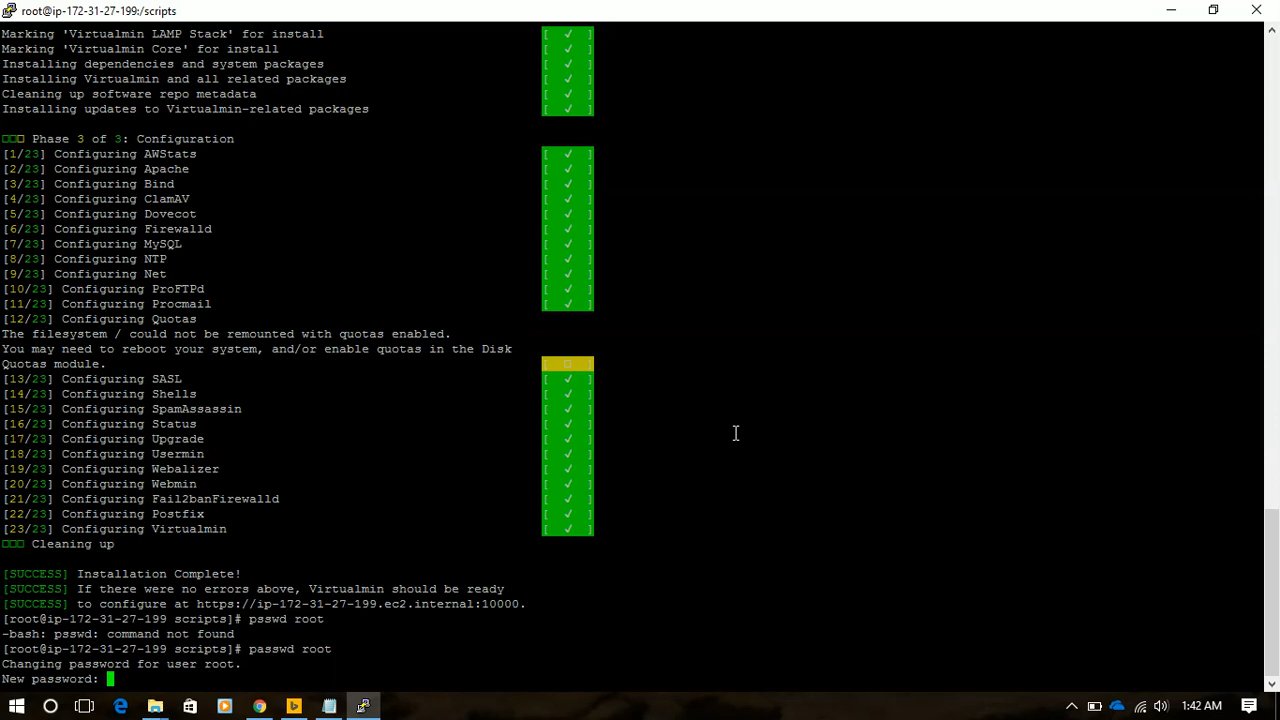 root@ip-172-31-27-199:/scripts
Marking 'Virtualmin LAMP Stack' for install [ ✓ ]
Marking 'Virtualmin Core' for install [ ✓ ]
Installing dependencies and system packages [ ✓ ]
Installing Virtualmin and all related packages [ ✓ ]
Cleaning up software repo metadata [ ✓ ]
Installing updates to Virtualmin-related packages [ ✓ ]
□□□ Phase 3 of 3: Configuration
[1/23] Configuring AWStats [ ✓ ]
[2/23] Configuring Apache [ ✓ ]
[3/23] Configuring Bind [ ✓ ]
[4/23] Configuring ClamAV [ ✓ ]
[5/23] Configuring Dovecot [ ✓ ]
[6/23] Configuring Firewalld [ ✓ ]
[7/23] Configuring MySQL [ ✓ ]
[8/23] Configuring NTP [ ✓ ]
[9/23] Configuring Net [ ✓ ]
[10/23] Configuring ProFTPd [ ✓ ]
[11/23] Configuring Procmail [ ✓ ]
[12/23] Configuring Quotas
The filesystem / could not be remounted with quotas enabled.
You may need to reboot your system, and/or enable quotas in the Disk
Quotas module. [ □ ]
[13/23] Configuring SASL [ ✓ ]
[14/23] Configuring Shells [ ✓ ]
[15/23] Configuring SpamAssassin [ ✓ ]
[16/23] Configuring Status [ ✓ ]
[17/23] Configuring Upgrade [ ✓ ]
[18/23] Configuring Usermin [ ✓ ]
[19/23] Configuring Webalizer [ ✓ ]
[20/23] Configuring Webmin [ ✓ ]
[21/23] Configuring Fail2banFirewalld [ ✓ ]
[22/23] Configuring Postfix [ ✓ ]
[23/23] Configuring Virtualmin [ ✓ ]
□□□ Cleaning up
[SUCCESS] Installation Complete!
[SUCCESS] If there were no errors above, Virtualmin should be ready
[SUCCESS] to configure at https://ip-172-31-27-199.ec2.internal:10000.
[root@ip-172-31-27-199 scripts]# psswd root
-bash: psswd: command not found
[root@ip-172-31-27-199 scripts]# passwd root
Changing password for user root.
New password:
1:42 AM